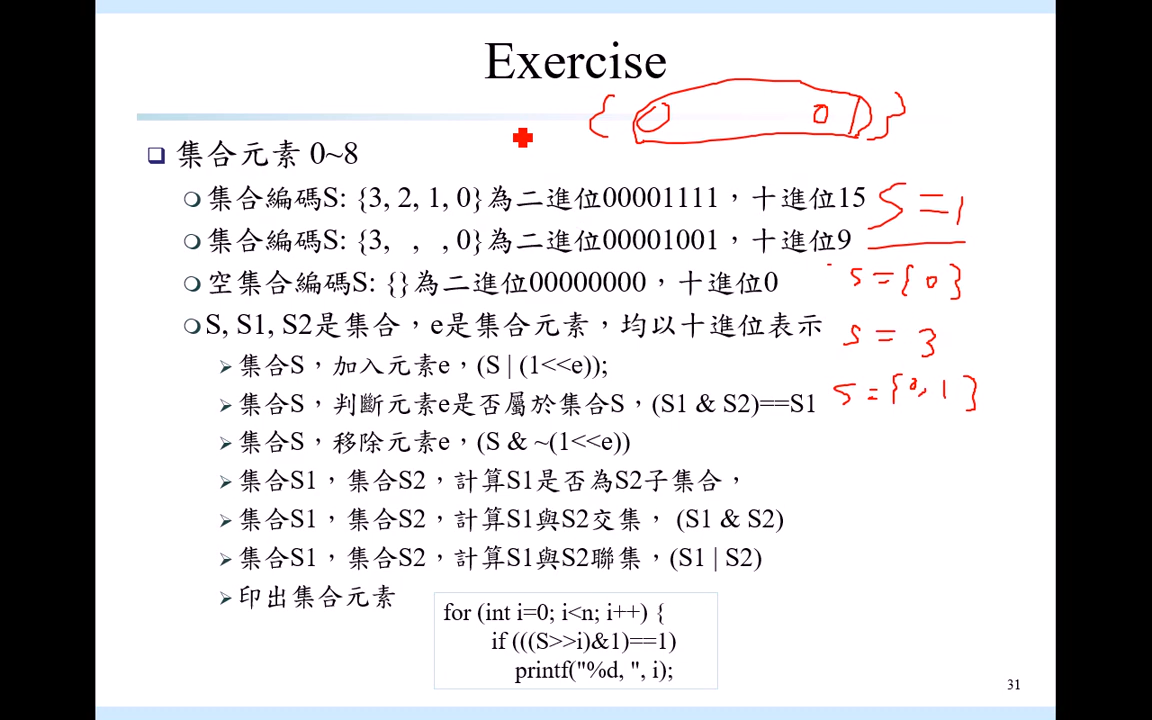 Exercise
{ 0 0 }
集合元素 0~8
集合編碼S: {3, 2, 1, 0}為二進位00001111，十進位15
S = 1
集合編碼S: {3, , , 0}為二進位00001001，十進位9
空集合編碼S: {}為二進位00000000，十進位0
S = { 0 }
S, S1, S2是集合，e是集合元素，均以十進位表示
S = 3
集合S，加入元素e，(S | (1<<e));
集合S，判斷元素e是否屬於集合S，(S1 & S2)==S1
S = { 0, 1 }
集合S，移除元素e，(S & ~(1<<e))
集合S1，集合S2，計算S1是否為S2子集合，
集合S1，集合S2，計算S1與S2交集， (S1 & S2)
集合S1，集合S2，計算S1與S2聯集，(S1 | S2)
印出集合元素
for (int i=0; i<n; i++) {
if (((S>>i)&1)==1)
printf("%d, ", i);
31